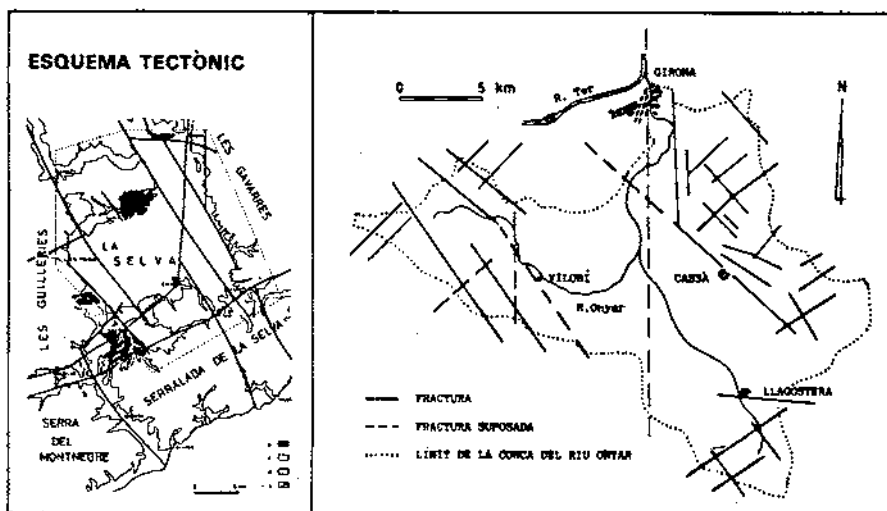 ESQUEMA TECTÒNIC
LES GUILLERIES
LA
SELVA
LES GAVARRES
SERRALADA DE LA SELVA
SERRA
DEL
MONTNEGRE
0 5 km
R. Ter
GIRONA
N
VILOBÍ
R.Onyar
CASSÀ
LLAGOSTERA
FRACTURA
FRACTURA SUPOSADA
LÍMIT DE LA CONCA DEL RIU ONYAR